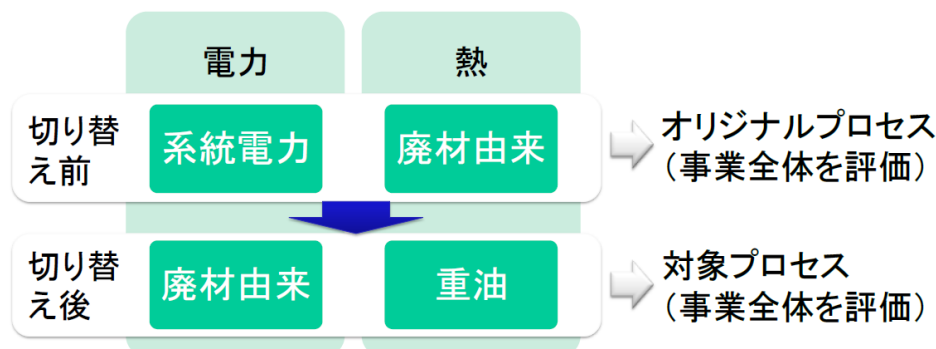 電力
熱
切り替
え前
系統電力
廃材由来
オリジナルプロセス
（事業全体を評価）
切り替
え後
廃材由来
重油
対象プロセス
（事業全体を評価）